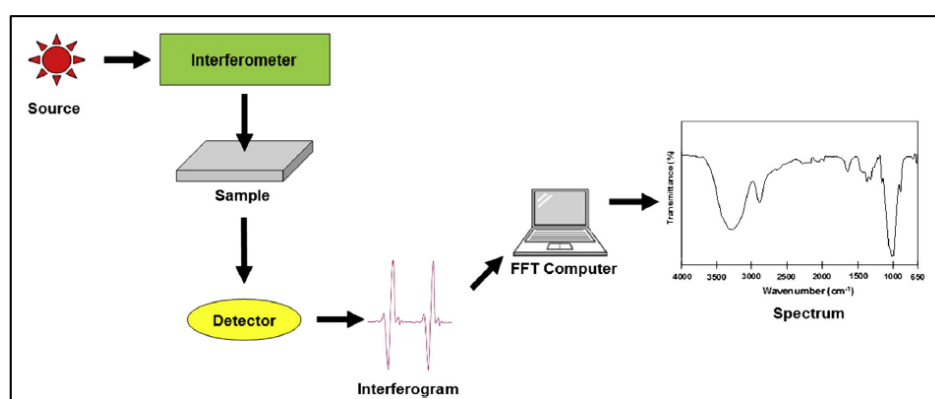 Interferometer
Source
Sample
Detector
Interferogram
FFT Computer
Transmittance (%)
4000 3500 3000 2500 2000 1500 1000 650
Wavenumber (cm-1)
Spectrum